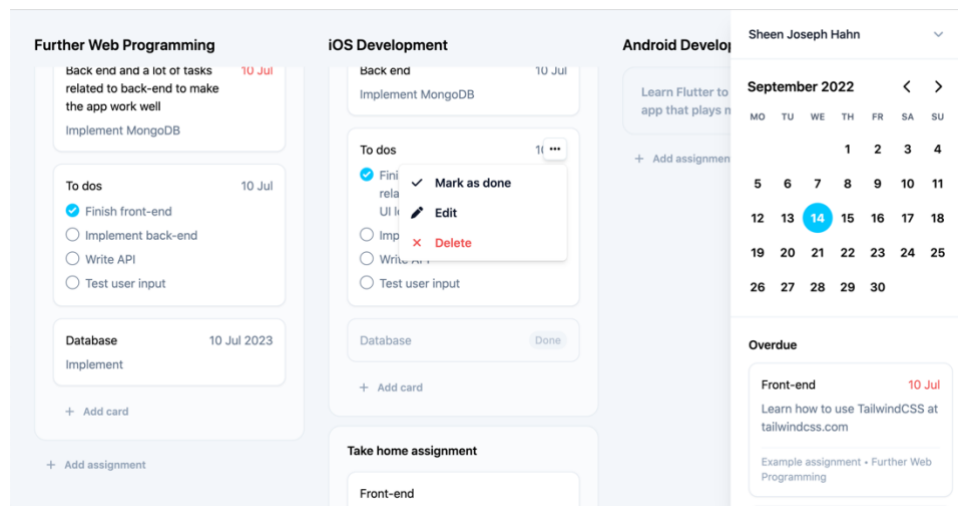 Further Web Programming
Back end and a lot of tasks 10 Jul
related to back-end to make
the app work well
Implement MongoDB
To dos 10 Jul
Finish front-end
Implement back-end
Write API
Test user input
Database 10 Jul 2023
Implement
+ Add card
+ Add assignment
iOS Development
Back end 10 Jul
Implement MongoDB
To dos
Mark as done
Edit
Delete
Test user input
Database Done
+ Add card
Take home assignment
Front-end
Android
Learn Flutter to
app that plays
+ Add
Sheen Joseph Hahn
September 2022
MO TU WE TH FR SA SU
1 2 3 4
5 6 7 8 9 10 11
12 13 14 15 16 17 18
19 20 21 22 23 24 25
26 27 28 29 30
Overdue
Front-end 10 Jul
Learn how to use TailwindCSS at
tailwindcss.com
Example assignment • Further Web
Programming